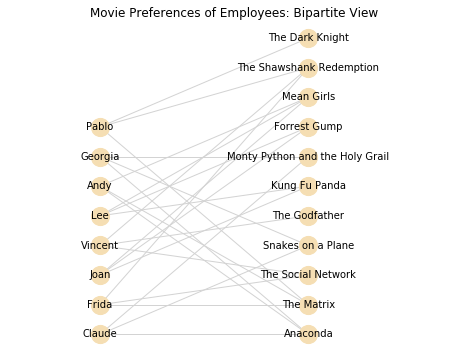 Movie Preferences of Employees: Bipartite View
The Dark Knight
The Shawshank Redemption
Mean Girls
Pablo
Forrest Gump
Georgia
Monty Python and the Holy Grail
Andy
Kung Fu Panda
Lee
The Godfather
Vincent
Snakes on a Plane
Joan
The Social Network
Frida
The Matrix
Claude
Anaconda